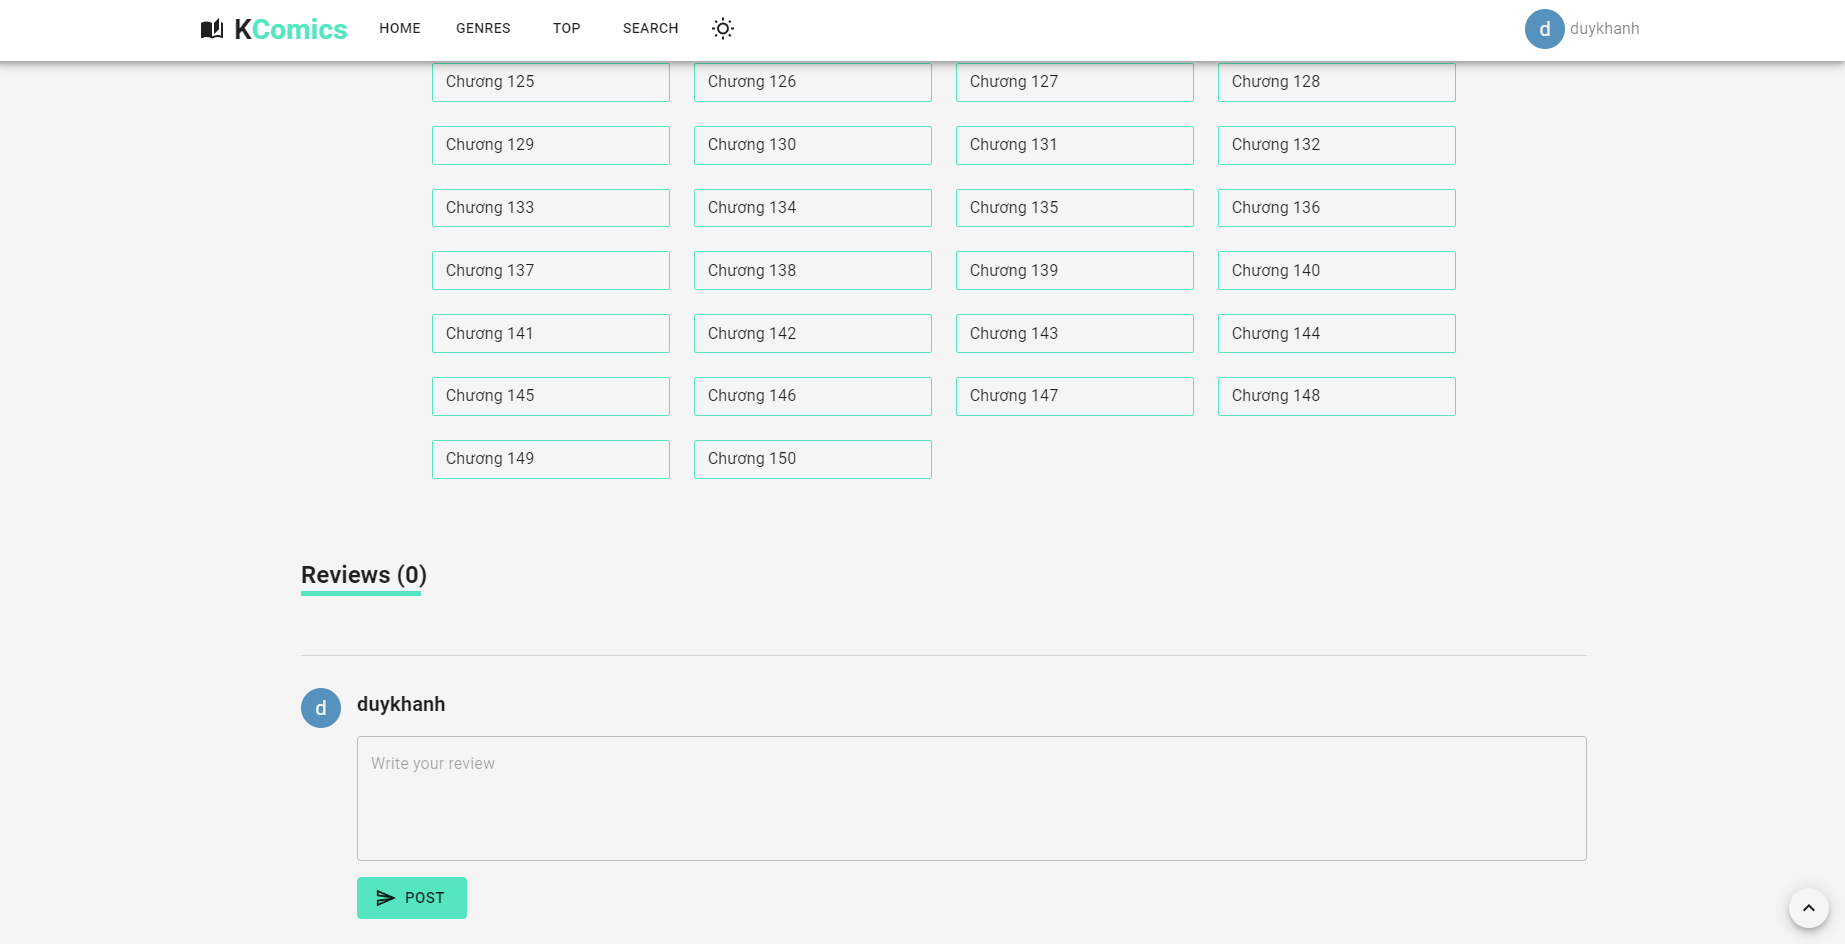 KComics HOME GENRES TOP SEARCH d duykhanh
Chương 125 Chương 126 Chương 127 Chương 128
Chương 129 Chương 130 Chương 131 Chương 132
Chương 133 Chương 134 Chương 135 Chương 136
Chương 137 Chương 138 Chương 139 Chương 140
Chương 141 Chương 142 Chương 143 Chương 144
Chương 145 Chương 146 Chương 147 Chương 148
Chương 149 Chương 150
Reviews (0)
d duykhanh
Write your review
POST